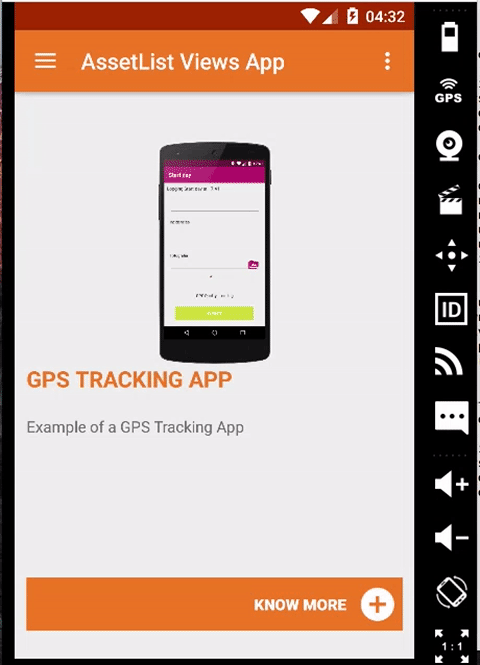 04:32
AssetList Views App
GPS
Start day
ID
GPS TRACKING APP
Example of a GPS Tracking App
KNOW MORE
1 : 1